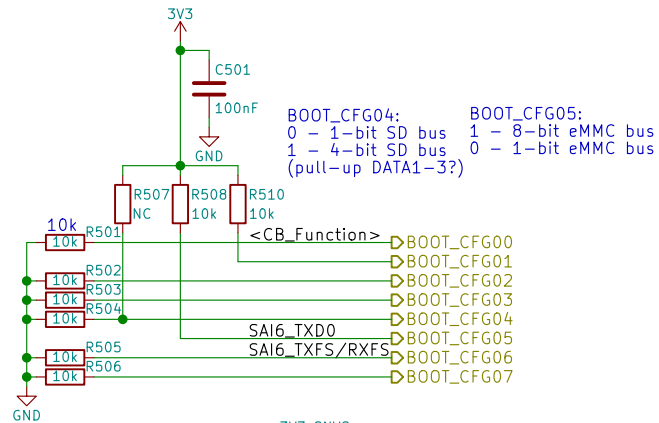 3V3
C501
100nF
GND
BOOT_CFG04:
0 - 1-bit SD bus
1 - 4-bit SD bus
(pull-up DATA1-3?)
BOOT_CFG05:
1 - 8-bit eMMC bus
0 - 1-bit eMMC bus
R507
NC
R508
10k
R510
10k
10k
R501
10k
<CB_Function>
BOOT_CFG00
BOOT_CFG01
R502
10k
BOOT_CFG02
R503
10k
BOOT_CFG03
R504
10k
BOOT_CFG04
SAI6_TXD0
BOOT_CFG05
SAI6_TXFS/RXFS
R505
10k
BOOT_CFG06
R506
10k
BOOT_CFG07
GND